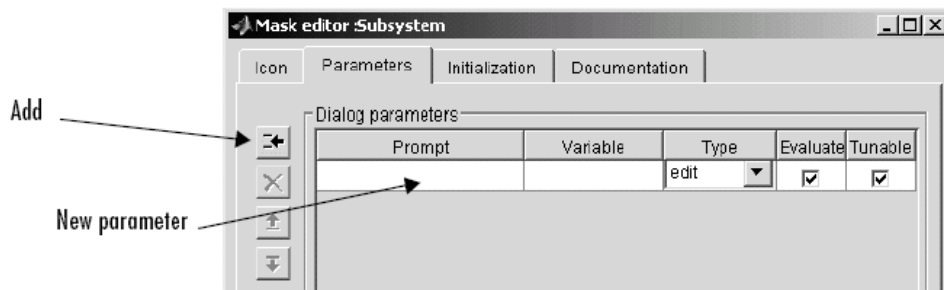 Mask editor :Subsystem
Icon Parameters Initialization Documentation
Add
Dialog parameters
Prompt Variable Type Evaluate Tunable
edit
New parameter